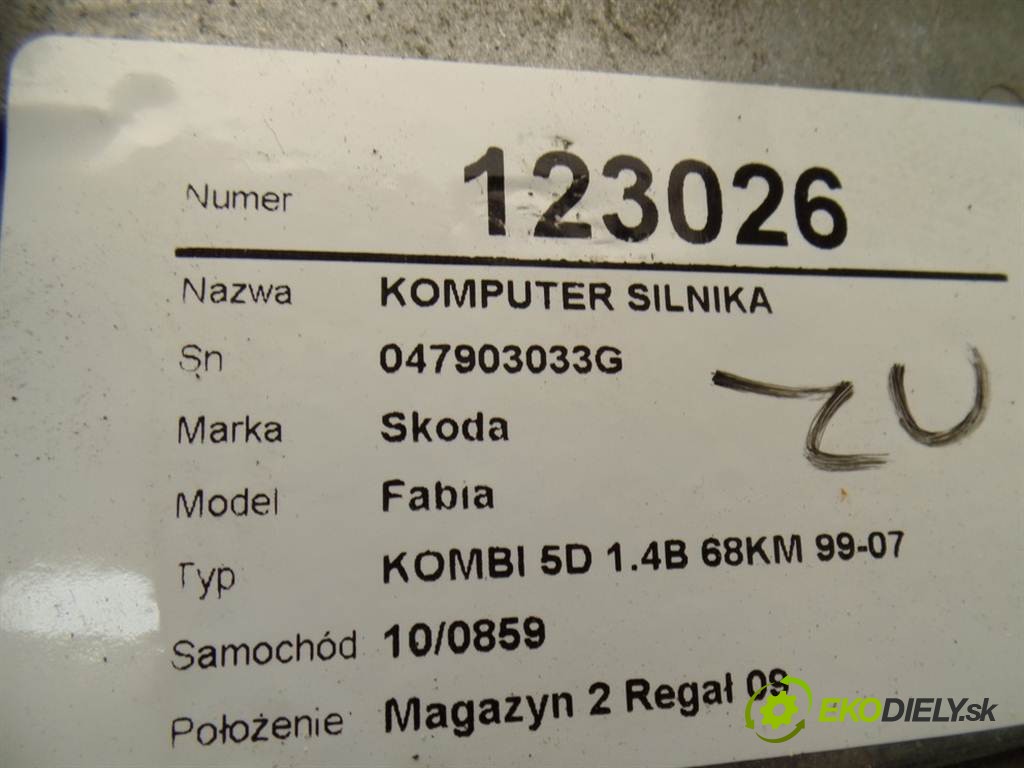 Numer 123026
Nazwa KOMPUTER SILNIKA
Sn 047903033G
Marka Skoda
ZU
Model Fabia
Typ KOMBI 5D 1.4B 68KM 99-07
Samochód 10/0859
Położenie Magazyn 2 Regał
EKODIELY.sk